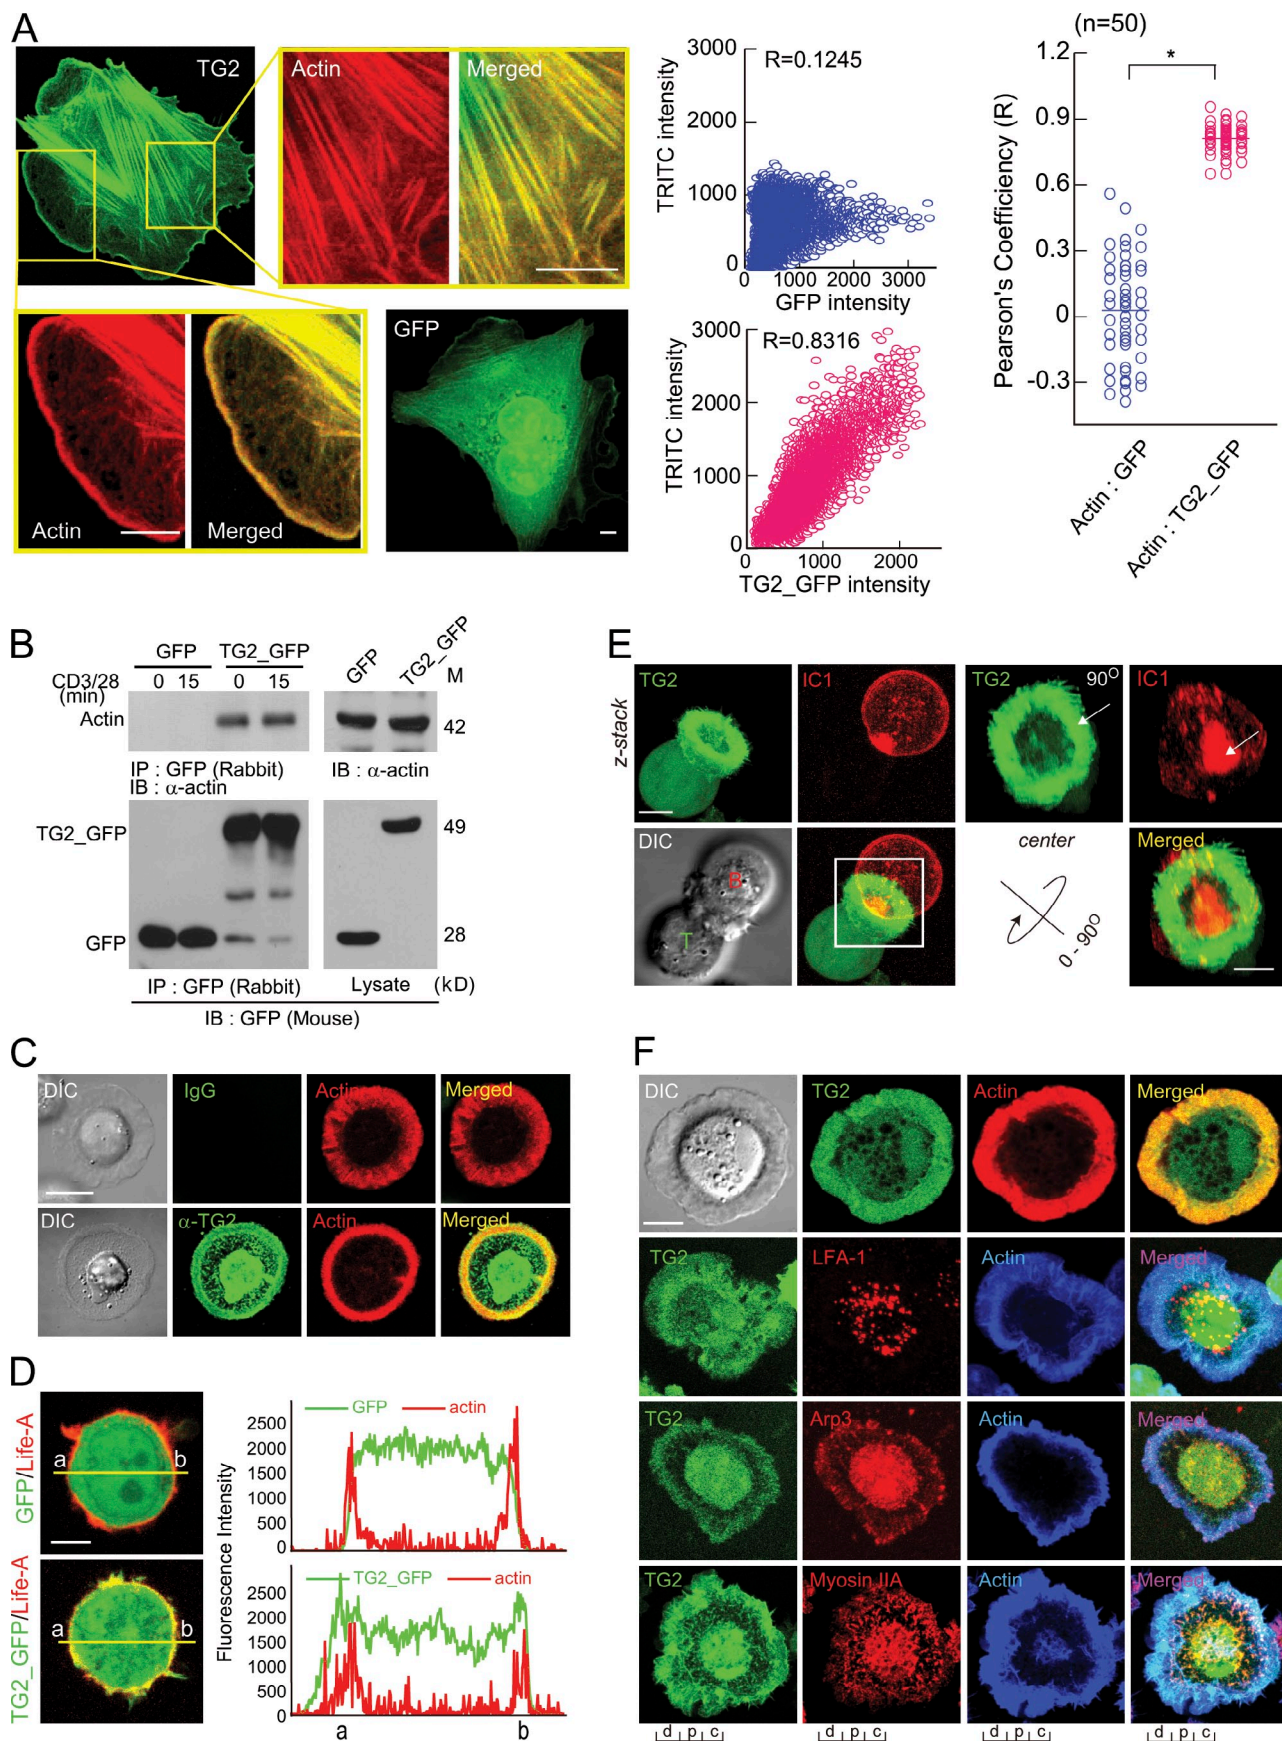 A
TG2
Actin
Merged
Actin
Merged
GFP
3000
2000
1000
0
TRITC intensity
R=0.1245
0 1000 2000 3000
GFP intensity
3000
2000
1000
0
TRITC intensity
R=0.8316
0 1000 2000
TG2_GFP intensity
(n=50)
*
1.2
0.9
0.6
0.3
0
-0.3
Pearson's Coefficiency (R)
Actin : GFP
Actin : TG2_GFP
B
GFP TG2_GFP
CD3/28 0 15 0 15
(min)
GFP
TG2_GFP
M
Actin
42
IP : GFP (Rabbit)
IB : α-actin
IB : α-actin
TG2_GFP
49
GFP
28
IP : GFP (Rabbit) Lysate (kD)
IB : GFP (Mouse)
C
DIC IgG Actin Merged
DIC α-TG2 Actin Merged
D
GFP/Life-A
a b
TG2_GFP/Life-A
a b
Fluorescence Intensity
GFP actin
2500
2000
1500
1000
500
0
TG2_GFP actin
2500
2000
1500
1000
500
0
a b
E
z-stack
TG2 IC1 TG2 90O IC1
DIC B T
center
0 - 90O
Merged
F
DIC TG2 Actin Merged
TG2 LFA-1 Actin Merged
TG2 Arp3 Actin Merged
TG2 Myosin IIA Actin Merged
d p c d p c d p c d p c